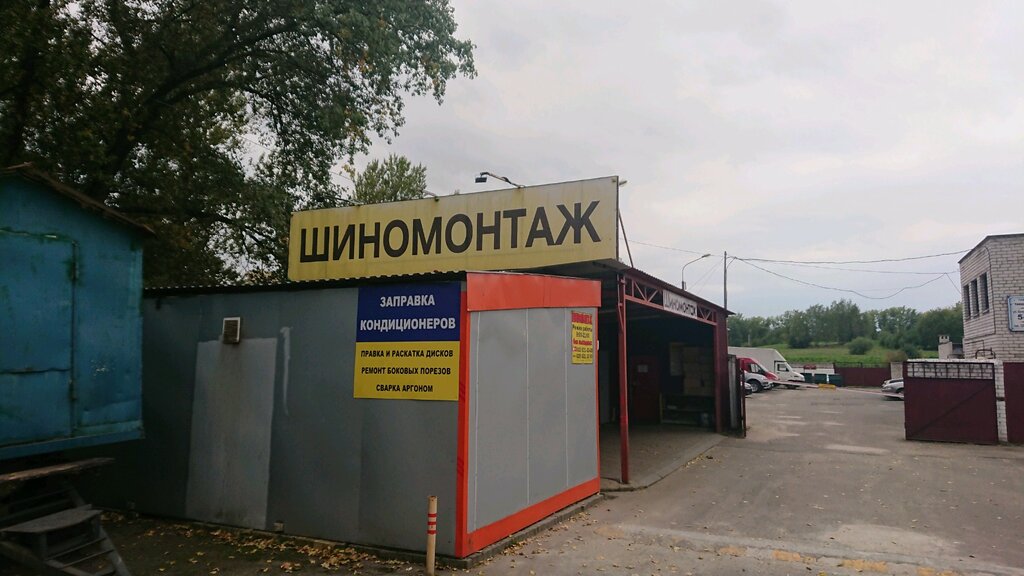 ШИНОМОНТАЖ
ЗАПРАВКА
КОНДИЦИОНЕРОВ
ПРАВКА И РАСКАТКА ДИСКОВ
РЕМОНТ БОКОВЫХ ПОРЕЗОВ
СВАРКА АРГОНОМ
ШИНОМОНТАЖ